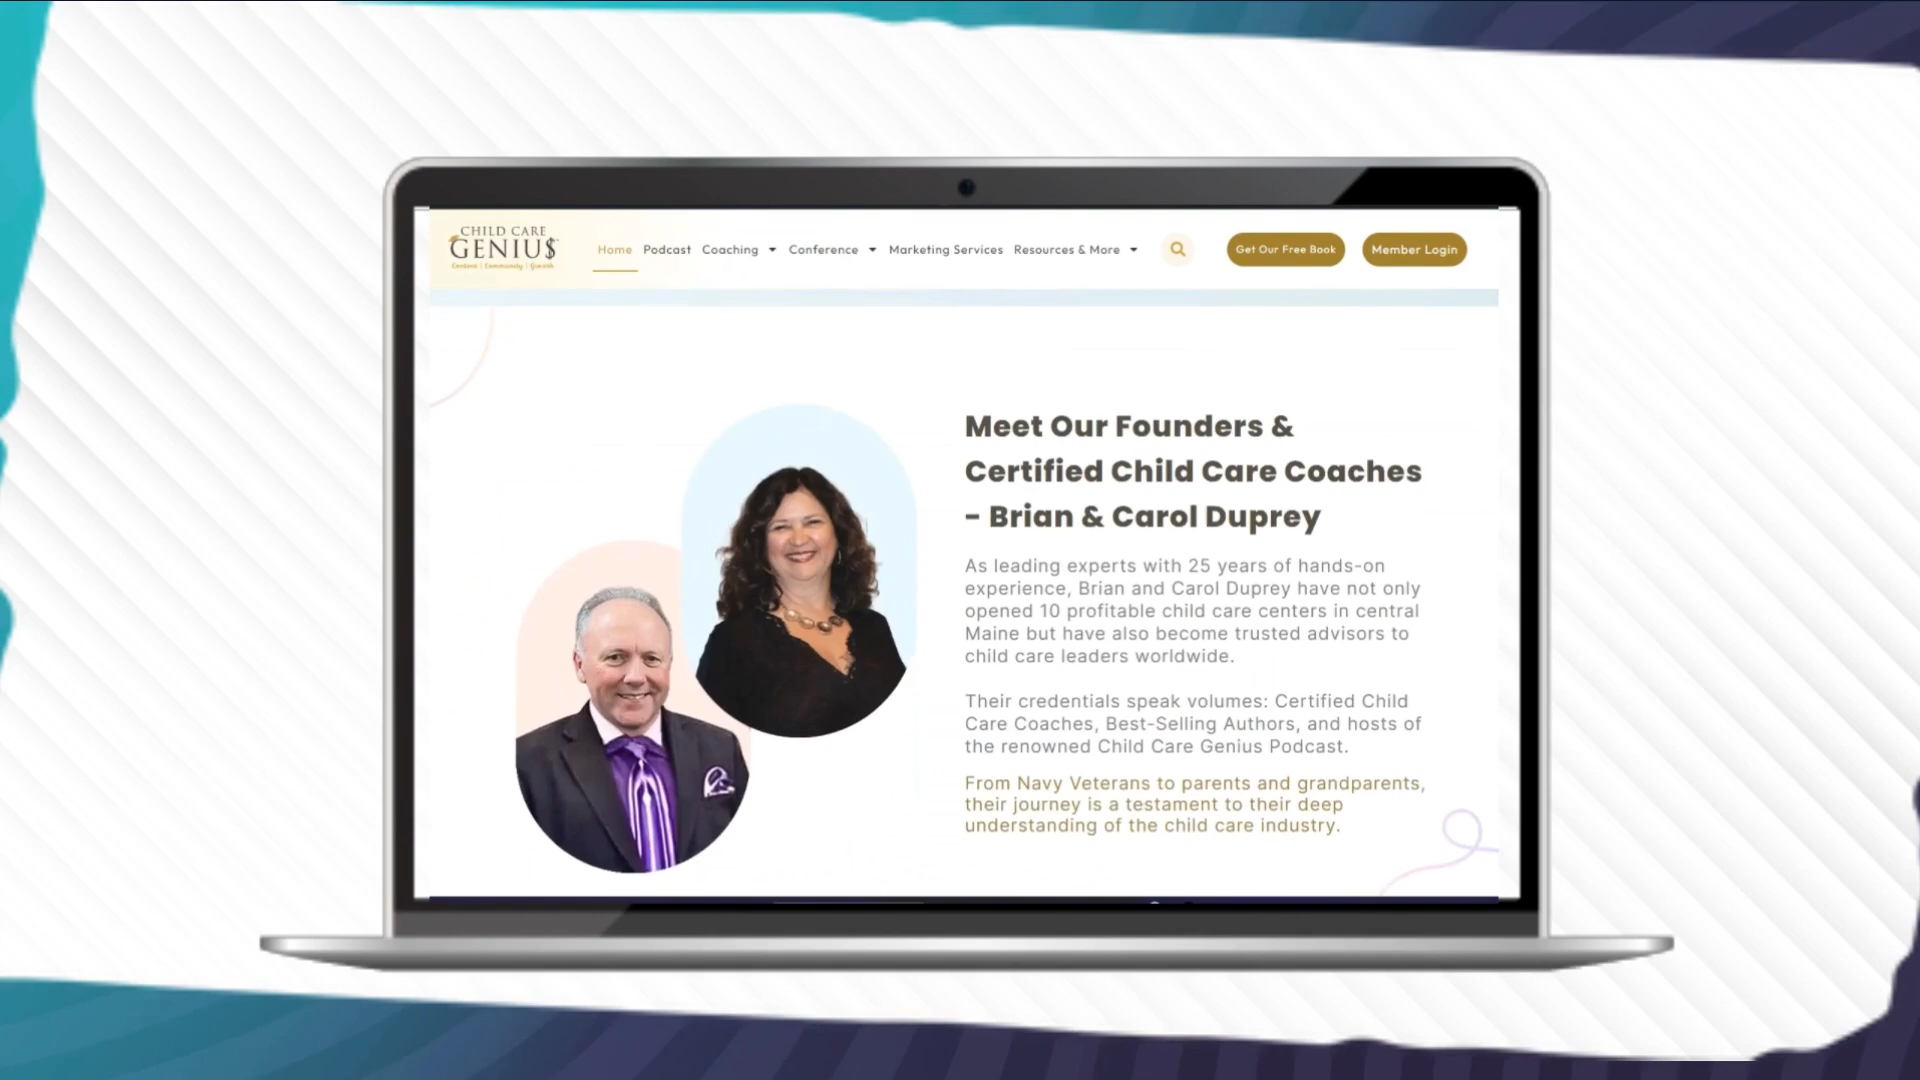 CHILD CARE
GENIU$
Centers | Community | Growth
Home Podcast Coaching Conference Marketing Services Resources & More Get Our Free Book Member Login
Meet Our Founders &
Certified Child Care Coaches
- Brian & Carol Duprey
As leading experts with 25 years of hands-on
experience, Brian and Carol Duprey have not only
opened 10 profitable child care centers in central
Maine but have also become trusted advisors to
child care leaders worldwide.
Their credentials speak volumes: Certified Child
Care Coaches, Best-Selling Authors, and hosts of
the renowned Child Care Genius Podcast.
From Navy Veterans to parents and grandparents,
their journey is a testament to their deep
understanding of the child care industry.